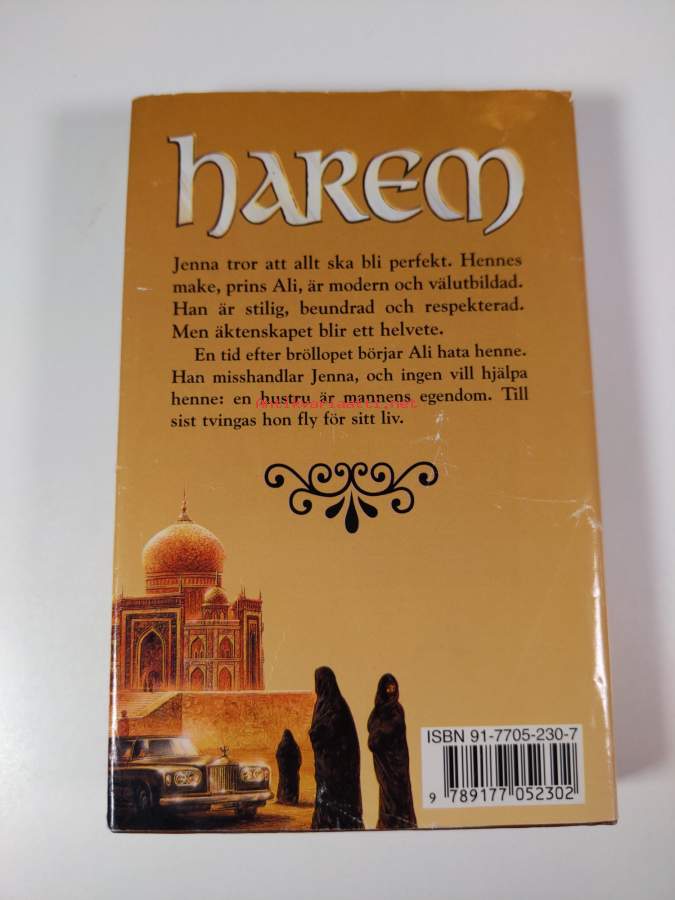 harem
Jenna tror att allt ska bli perfekt. Hennes
make, prins Ali, är modern och välutbildad.
Han är stilig, beundrad och respekterad.
Men äktenskapet blir ett helvete.
En tid efter bröllopet börjar Ali hata henne.
Han misshandlar Jenna, och ingen vill hjälpa
henne: en hustru är mannens egendom. Till
Antikvariaatter.net
sist tvingas hon fly för sitt liv.
ISBN 91-7705-230-7
9 789177 052302